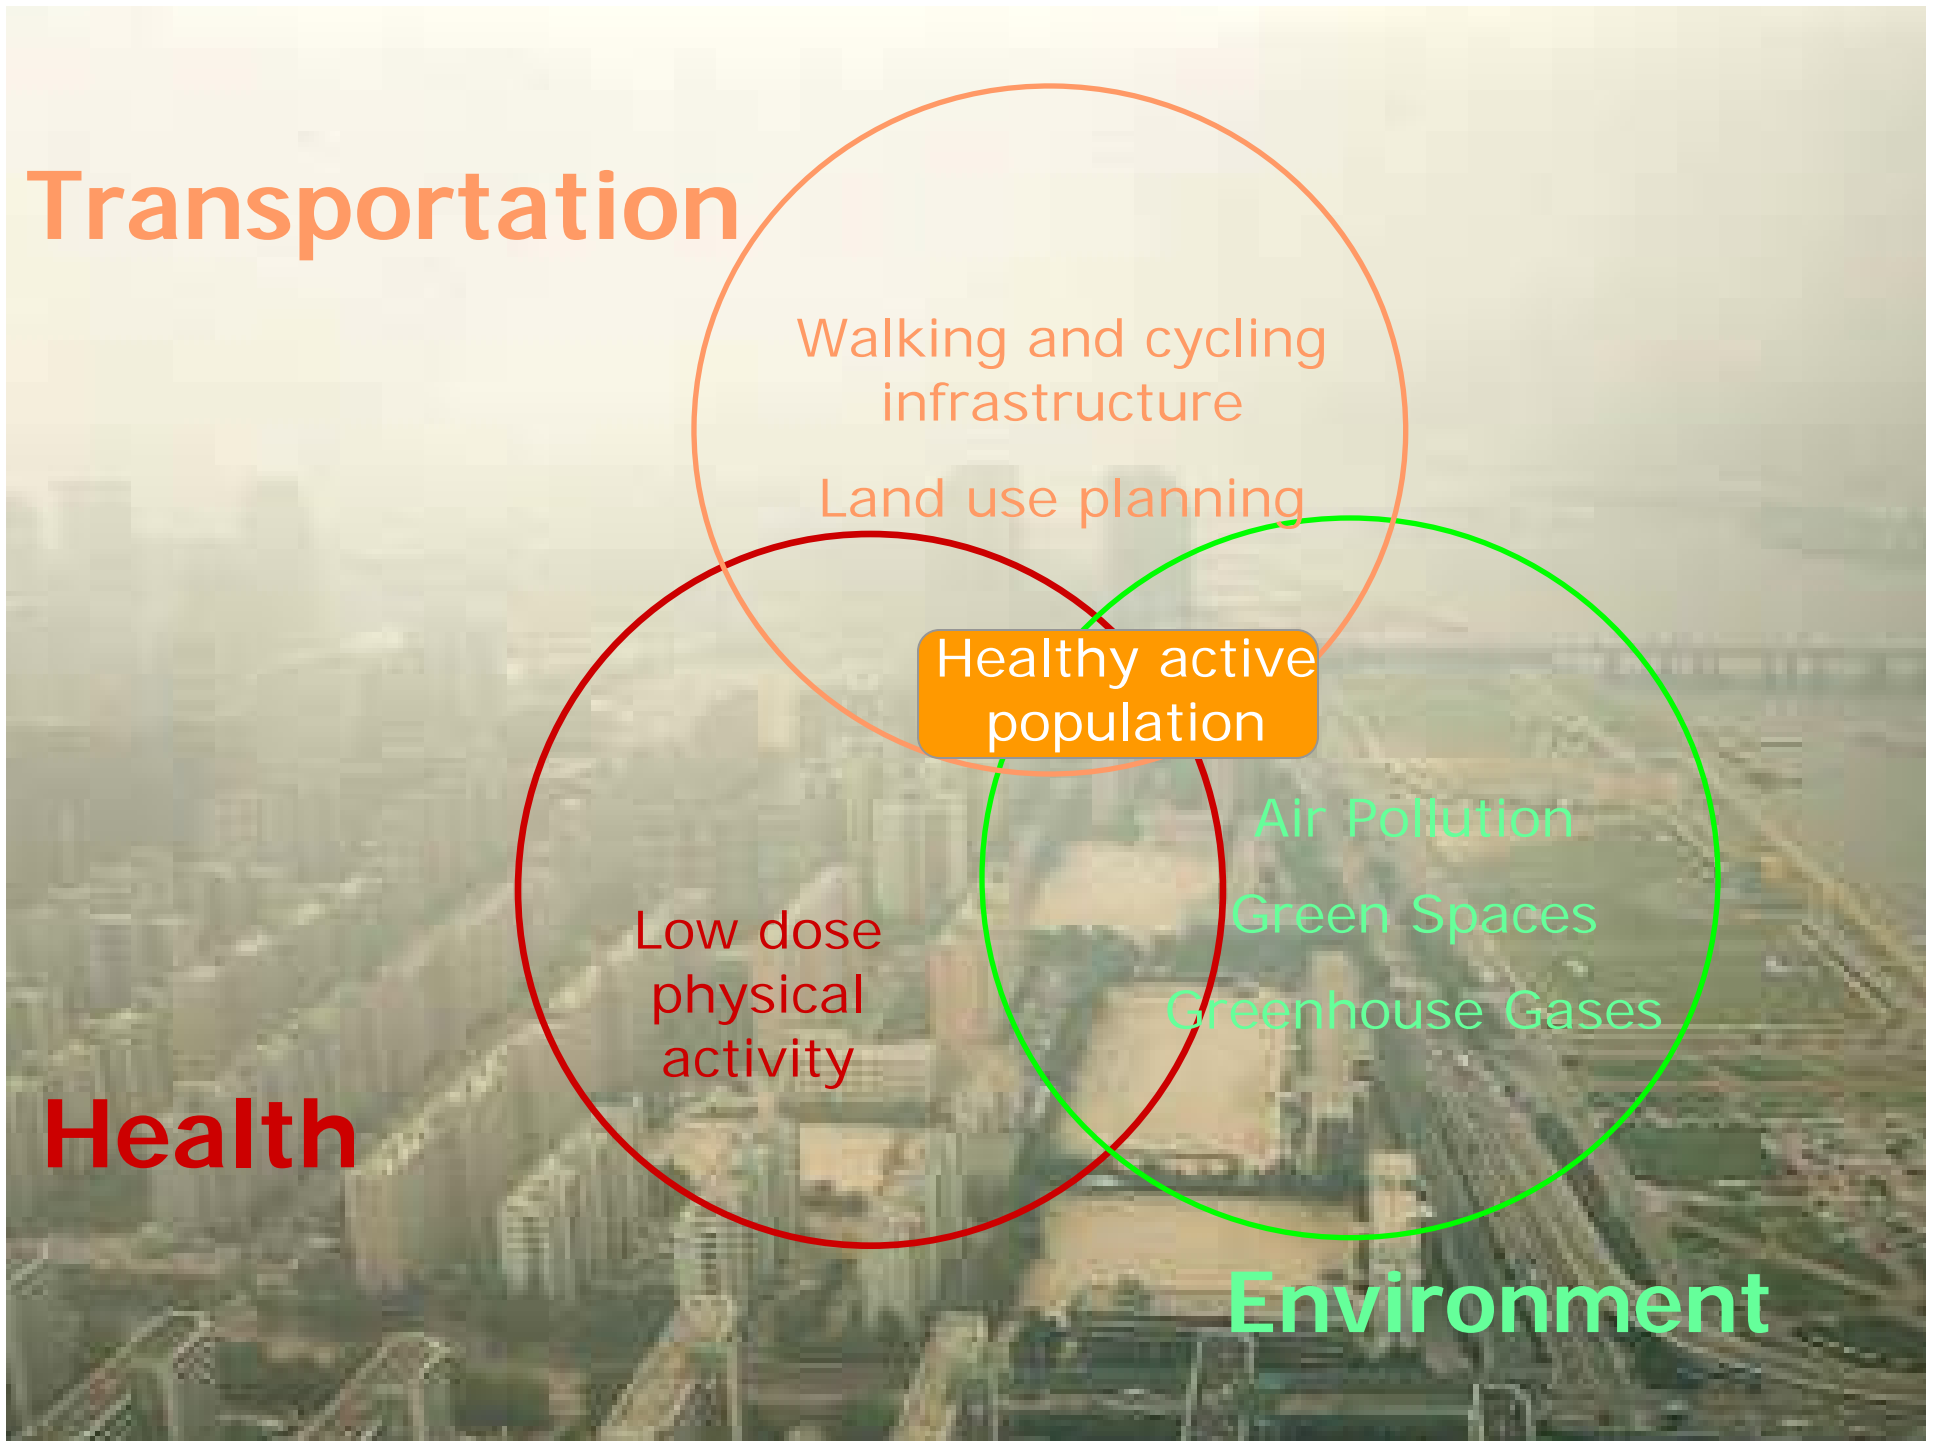 Transportation
Walking and cycling
infrastructure
Land use planning
Healthy active
population
Air Pollution
Green Spaces
Greenhouse Gases
Low dose
physical
activity
Health
Environment